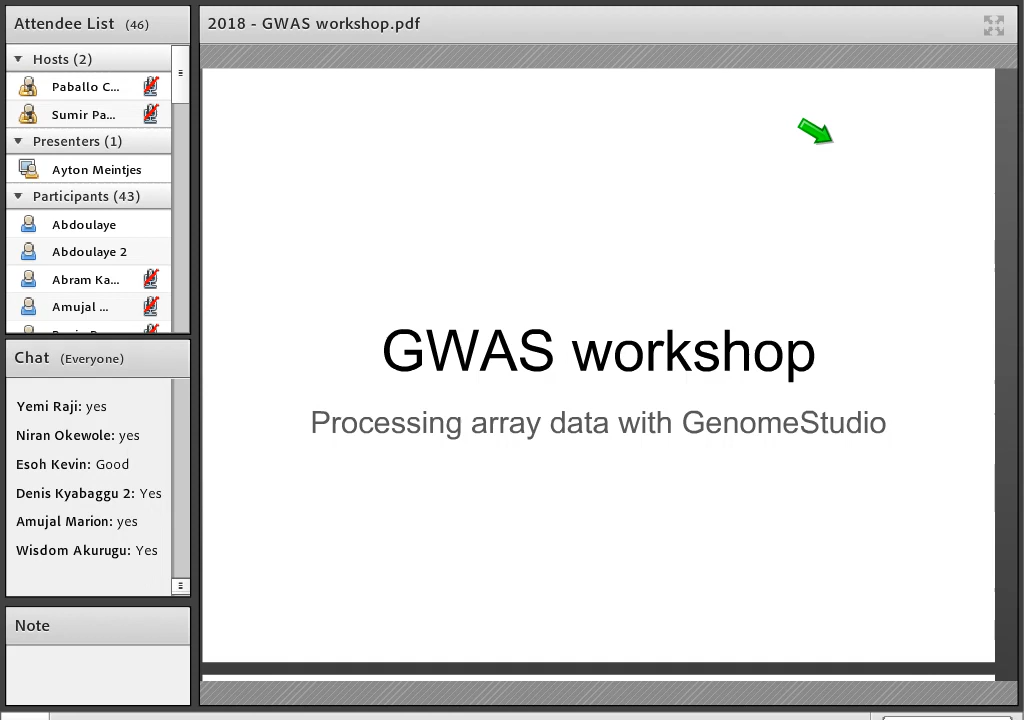 Attendee List (46)
Hosts (2)
Paballo C...
Sumir Pa...
Presenters (1)
Ayton Meintjes
Participants (43)
Abdoulaye
Abdoulaye 2
Abram Ka...
Amujal ...
Chat (Everyone)
Yemi Raji: yes
Niran Okewole: yes
Esoh Kevin: Good
Denis Kyabaggu 2: Yes
Amujal Marion: yes
Wisdom Akurugu: Yes
Note
2018 - GWAS workshop.pdf
GWAS workshop
Processing array data with GenomeStudio